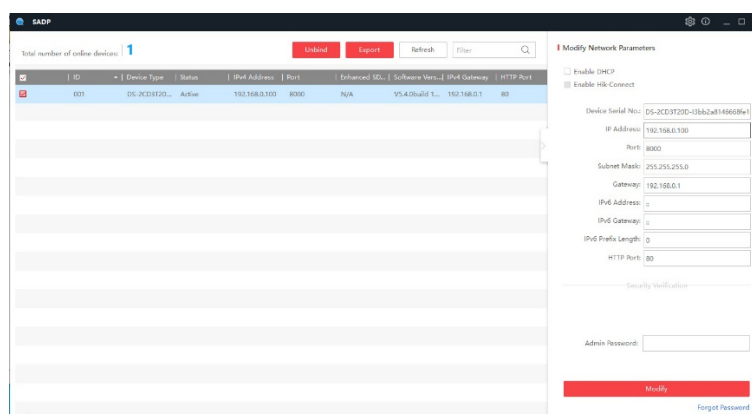 SADP
Total number of online devices: 1
Unbind
Export
Refresh
Filter
ID
Device Type
Status
IPv4 Address
Port
Enhanced SD...
Software Vers...
IPv4 Gateway
HTTP Port
001
DS-2CD3T20...
Active
192.168.0.100
8000
N/A
V5.4.0build 1...
192.168.0.1
80
Modify Network Parameters
Enable DHCP
Enable Hik-Connect
Device Serial No.:
IP Address: 192.168.0.100
Port: 8000
Subnet Mask: 255.255.255.0
Gateway: 192.168.0.1
IPv6 Address: ::
IPv6 Gateway: ::
IPv6 Prefix Length: 0
HTTP Port: 80
Security Verification
Admin Password:
Modify
Forgot Password